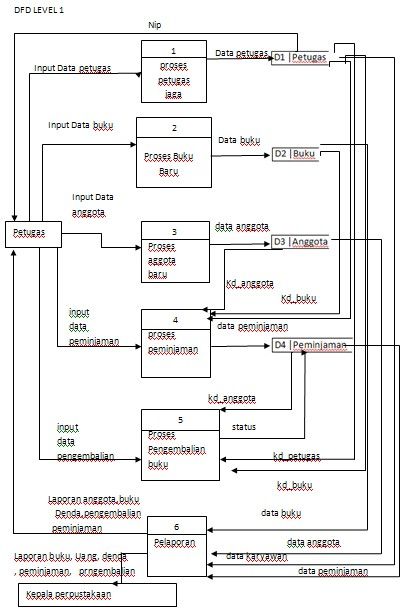 DFD LEVEL 1
Nip
1
proses
petugas
jaga
Input Data petugas
Data petugas
D1 |Petugas
Input Data buku
2
Proses Buku
Baru
Data buku
D2 |Buku
Input Data
anggota
Petugas
3
Proses
aggota
baru
data anggota
D3 |Anggota
Kd_anggota
Kd_buku
input
data
peminjaman
4
proses
peminjaman
data peminjaman
D4 |Peminjaman
kd_anggota
5
Proses
Pengembalian
buku
status
input
data
pengembalian
kd_petugas
kd_buku
Laporan anggota,buku
Denda,pengembalian
peminjaman
6
Pelaporan
data buku
data anggota
data karyawan
data peminjaman
Laporan buku, Uang, denda
, peminjaman, prngembalian
Kepala perpustakaan